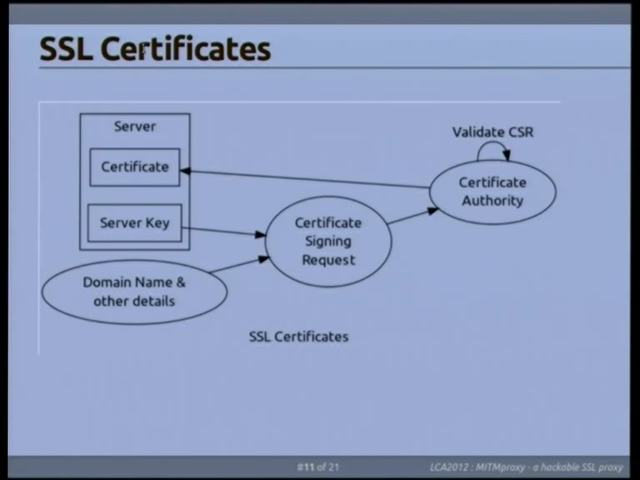 SSL Certificates
Server
Certificate
Server Key
Domain Name &
other details
Certificate
Signing
Request
Validate CSR
Certificate
Authority
SSL Certificates
#11 of 21
LCA2012 : MITMproxy - a hackable SSL proxy